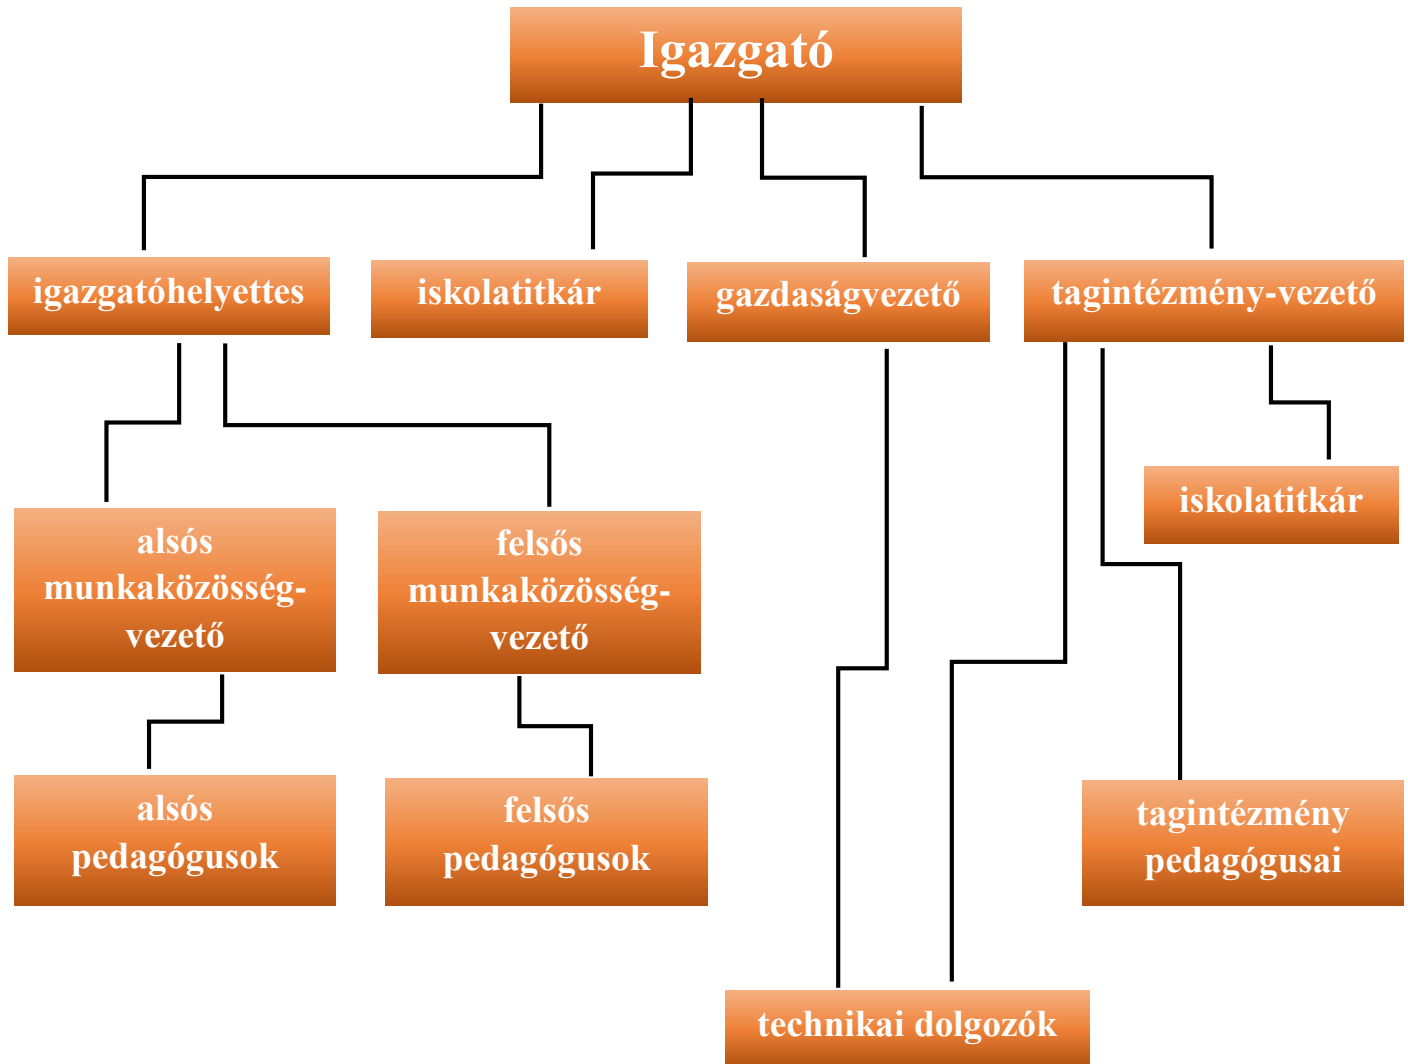 Igazgató
igazgatóhelyettes
iskolatitkár
gazdaságvezető
tagintézmény-vezető
iskolatitkár
alsós
munkaközösség-
vezető
felsős
munkaközösség-
vezető
alsós
pedagógusok
felsős
pedagógusok
tagintézmény
pedagógusai
technikai dolgozók